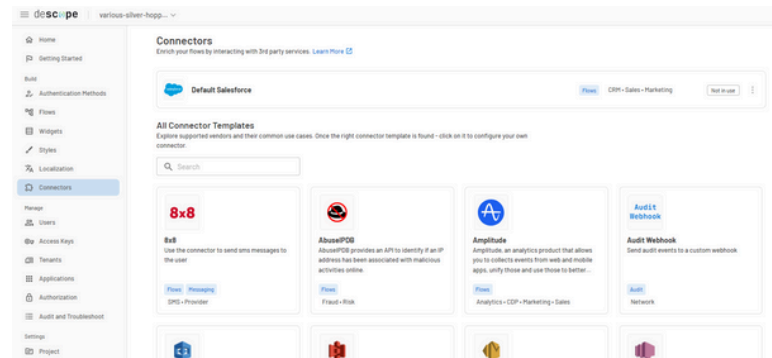 descope
various-silver-hopp...
Home
Getting Started
Build
Authentication Methods
Flows
Widgets
Styles
Localization
Connectors
Manage
Users
Access Keys
Tenants
Applications
Authorization
Audit and Troubleshoot
Settings
Project
Connectors
Enrich your flows by interacting with 3rd party services. Learn More
Default Salesforce
Flows
CRM • Sales • Marketing
Not in use
All Connector Templates
Explore supported vendors and their common use cases. Once the right connector template is found - click on it to configure your own
connector.
Search
8x8
8x8
Use the connector to send sms messages to
the user
Flows Messaging
SMS • Provider
AbuseIPDB
AbuseIPDB provides an API to identify if an IP
address has been associated with malicious
activities online.
Flows
Fraud • Risk
Amplitude
Amplitude, an analytics product that allows
you to collects events from web and mobile
apps, unify those and use those to better...
Flows
Analytics • CDP • Marketing • Sales
Audit
Webhook
Audit Webhook
Send audit events to a custom webhook
Audit
Network